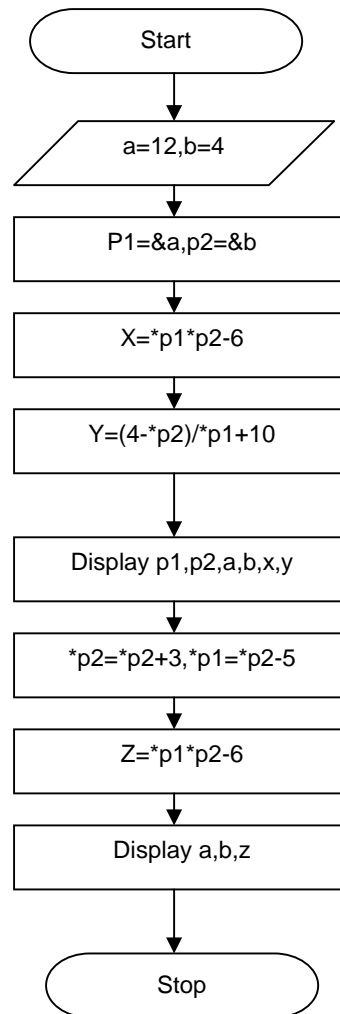 Start
a=12,b=4
P1=&a,p2=&b
X=*p1*p2-6
Y=(4-*p2)/*p1+10
Display p1,p2,a,b,x,y
*p2=*p2+3,*p1=*p2-5
Z=*p1*p2-6
Display a,b,z
Stop